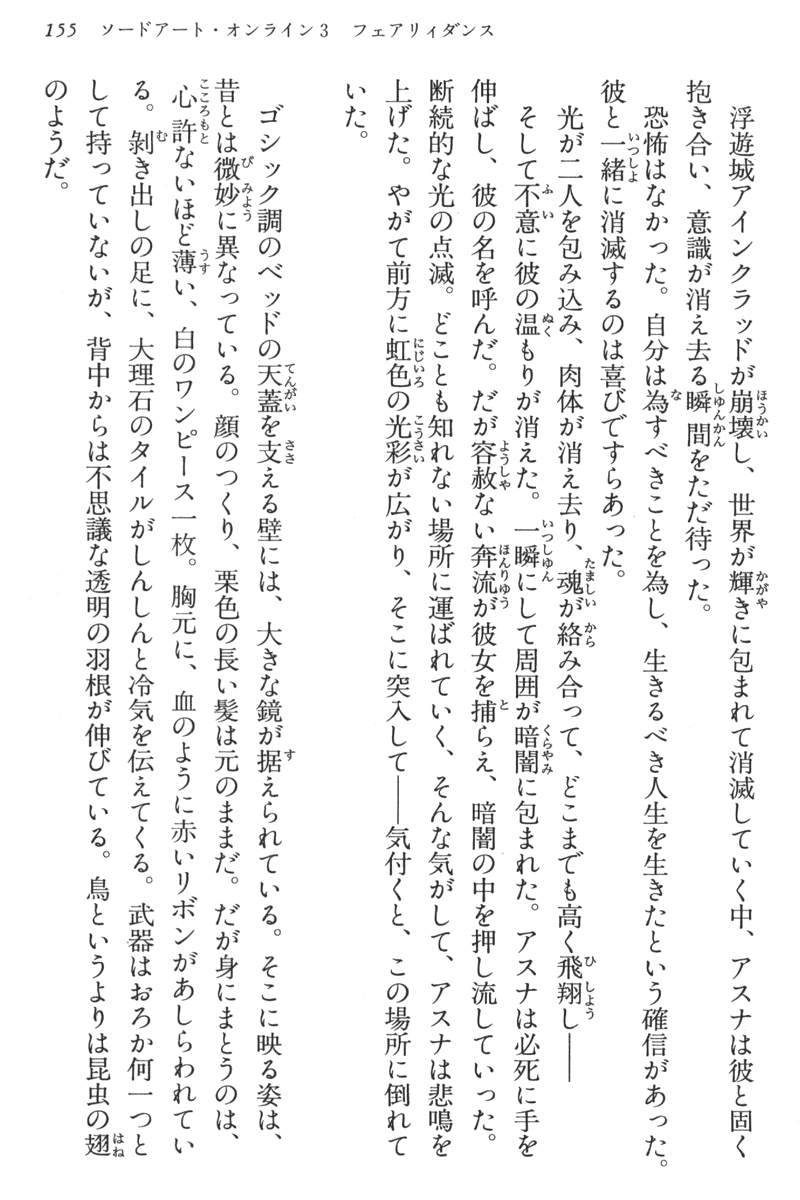 155 ソードアート・オンライン3 フェアリィダンス
浮遊城アインクラッドが崩壊し、世界が輝きに包まれて消滅していく中、アスナは彼と固く
抱き合い、意識が消え去る瞬間をただ待った。
恐怖はなかった。自分は為すべきことを為し、生きるべき人生を生きたという確信があった。
彼と一緒に消滅するのは喜びですらあった。
光が二人を包み込み、肉体が消え去り、魂が絡み合って、どこまでも高く飛翔し――
そして不意に彼の温もりが消えた。一瞬にして周囲が暗闇に包まれた。アスナは必死に手を
伸ばし、彼の名を呼んだ。だが容赦ない奔流が彼女を捕らえ、暗闇の中を押し流していった。
断続的な光の点滅。どことも知れない場所に運ばれていく、そんな気がして、アスナは悲鳴を
上げた。やがて前方に虹色の光彩が広がり、そこに突入して――気付くと、この場所に倒れて
いた。
ゴシック調のベッドの天蓋を支える壁には、大きな鏡が据えられている。そこに映る姿は、
昔とは微妙に異なっている。顔のつくり、栗色の長い髪は元のままだ。だが身にまとうのは、
心許ないほど薄い、白のワンピース一枚。胸元に、血のように赤いリボンがあしらわれてい
る。剥き出しの足に、大理石のタイルがしんしんと冷気を伝えてくる。武器はおろか何一つと
して持っていないが、背中からは不思議な透明の羽根が伸びている。鳥というよりは昆虫の翅
のようだ。